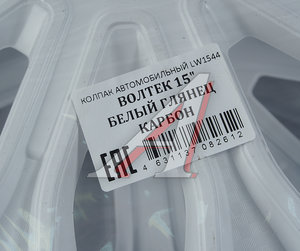 КОЛПАК АВТОМОБИЛЬНЫЙ LW1544
ВОЛТЕК 15"
БЕЛЫЙ ГЛЯНЕЦ
КАРБОН
EAC
4 631137 082612